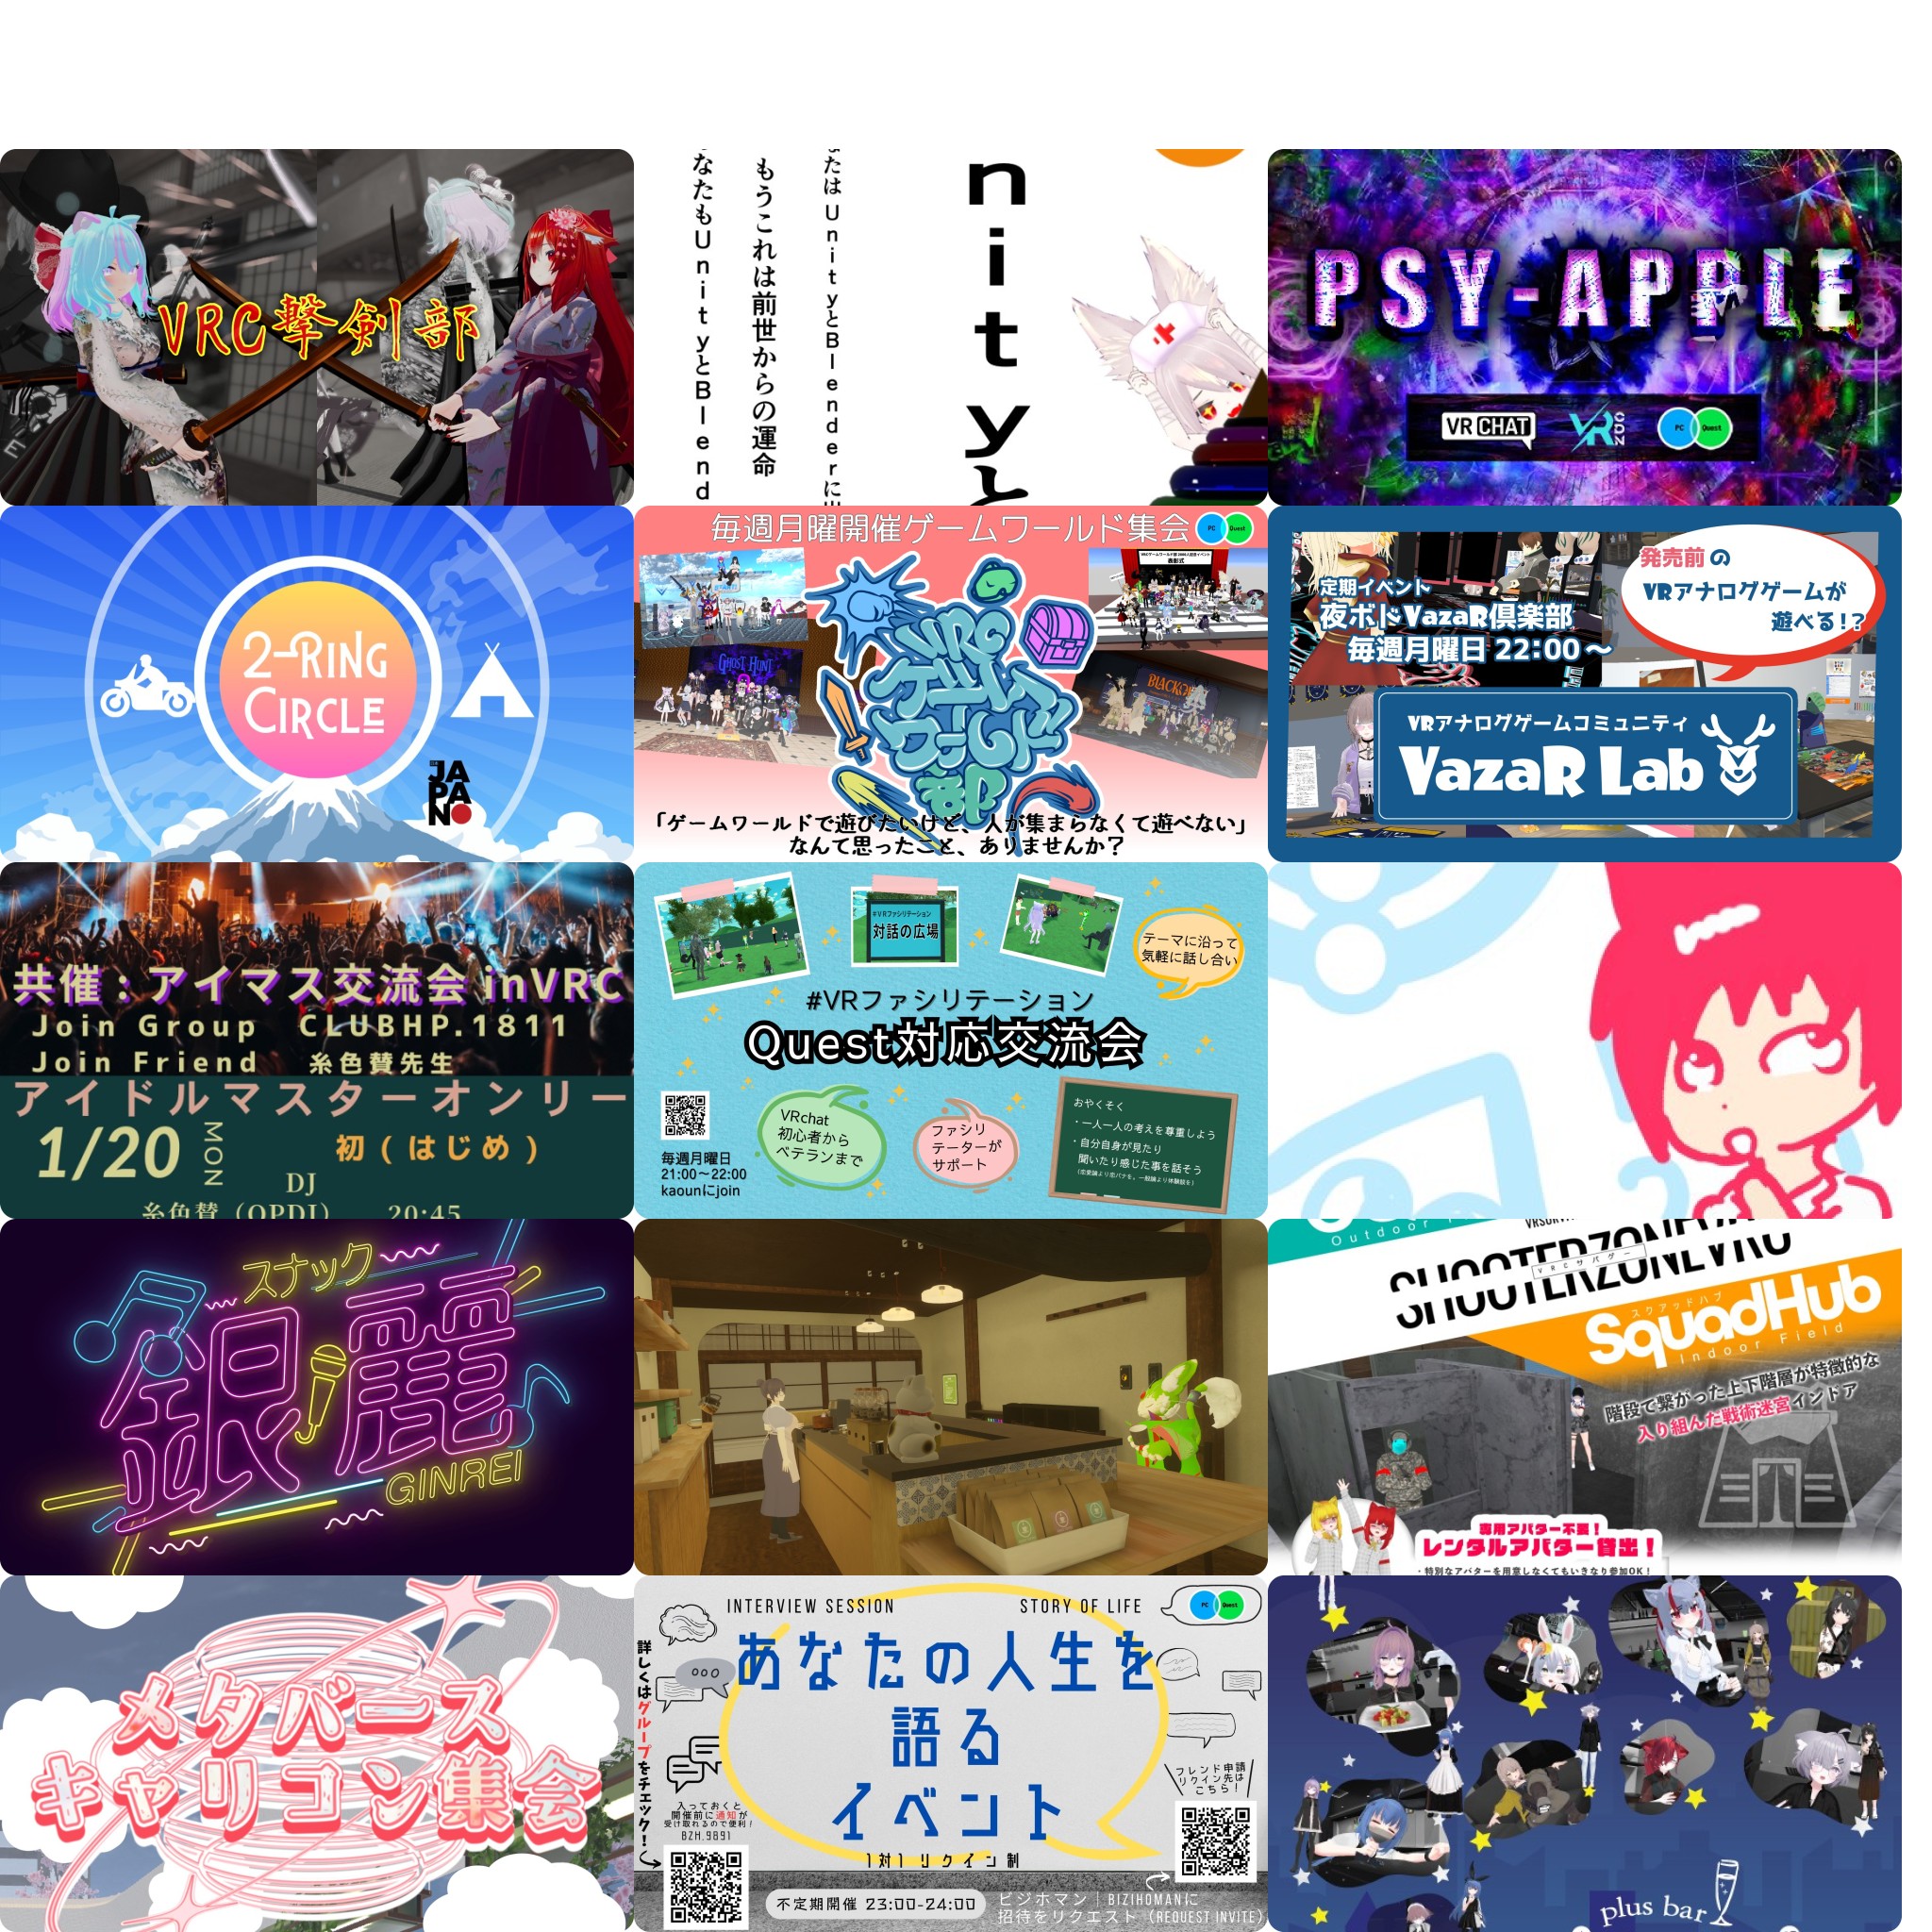 VRC撃剣部
なたもUnityとBlend
もうこれは前世からの運命
たは UnityとBlenderに
nityと
PSY-APPLE
VRCHAT
VR
PC Quest
2-RING
CIRCLE
JA
PA
NO
毎週月曜開催ゲームワールド集会
PC Quest
GHOST HUNT
VRC
ゲーム
ワールド
部
「ゲームワールドで遊びたいけど、人が集まらなくて遊べない」
なんて思ったこと、ありませんか？
発売前の
VRアナログゲームが
遊べる!?
定期イベント
夜ボドVazaR倶楽部
毎週月曜日 22:00～
VRアナログゲームコミュニティ
VazaR Lab
共催：アイマス交流会 inVRC
Join Group CLUBHP.1811
Join Friend 糸色賛先生
アイドルマスターオンリー
1/20
MON
初(はじめ)
DJ
糸色賛（OPDJ） 20:45
#VRファシリテーション
対話の広場
テーマに沿って
気軽に話し合い
#VRファシリテーション
Quest対応交流会
VRchat
初心者から
ベテランまで
ファシリ
テーターが
サポート
おやくそく
・一人一人の考えを尊重しよう
・自分自身が見たり
聞いたり感じた事を話そう
毎週月曜日
21:00～22:00
kaounにjoin
スナック
銀麗
GINREI
SHOOTERZONEVRC
VRCサバゲー
スクアッドハブ
SquadHub
Indoor Field
階段で繋がった上下階層が特徴的な
入り組んだ戦術迷宮インドア
専用アバター不要！
レンタルアバター貸出！
・特別なアバターを用意しなくてもいきなり参加OK！
メタバース
キャリコン集会
INTERVIEW SESSION STORY OF LIFE
PC Quest
あなたの人生を
語る
イベント
1対1 リクイン制
詳しくはグループをチェック！
入っておくと
開催前に通知が
受け取れるので便利！
BZH.9891
フレンド申請
リクイン先は
こちら！
不定期開催 23:00-24:00
ビジホマン｜BIZIHOMANに
招待をリクエスト（REQUEST INVITE）
plus bar